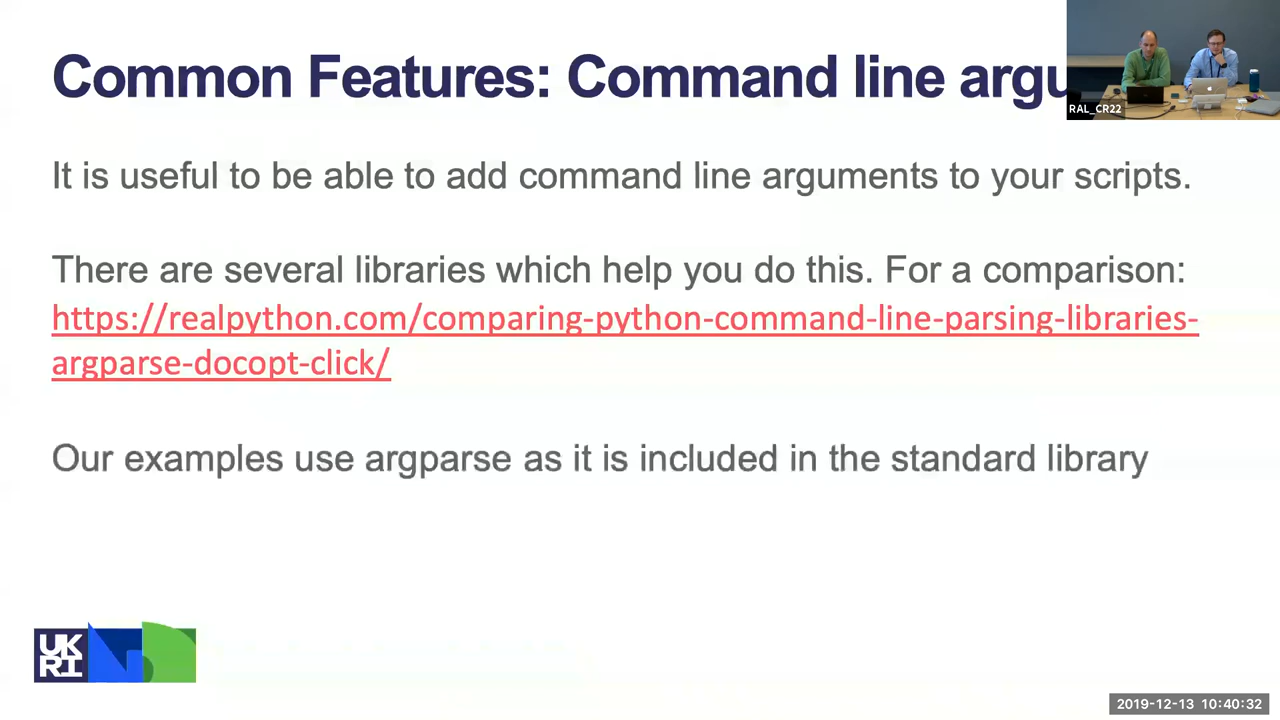 Common Features: Command line argu
RAL_CR22
It is useful to be able to add command line arguments to your scripts.
There are several libraries which help you do this. For a comparison:
https://realpython.com/comparing-python-command-line-parsing-libraries-
argparse-docopt-click/
Our examples use argparse as it is included in the standard library
UK
RI
2019-12-13 10:40:32